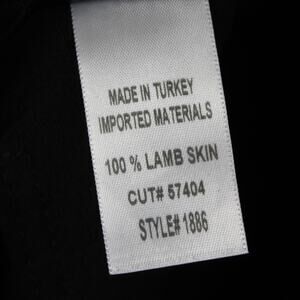 MADE IN TURKEY
IMPORTED MATERIALS
100 % LAMB SKIN
CUT# 57404
STYLE# 1886